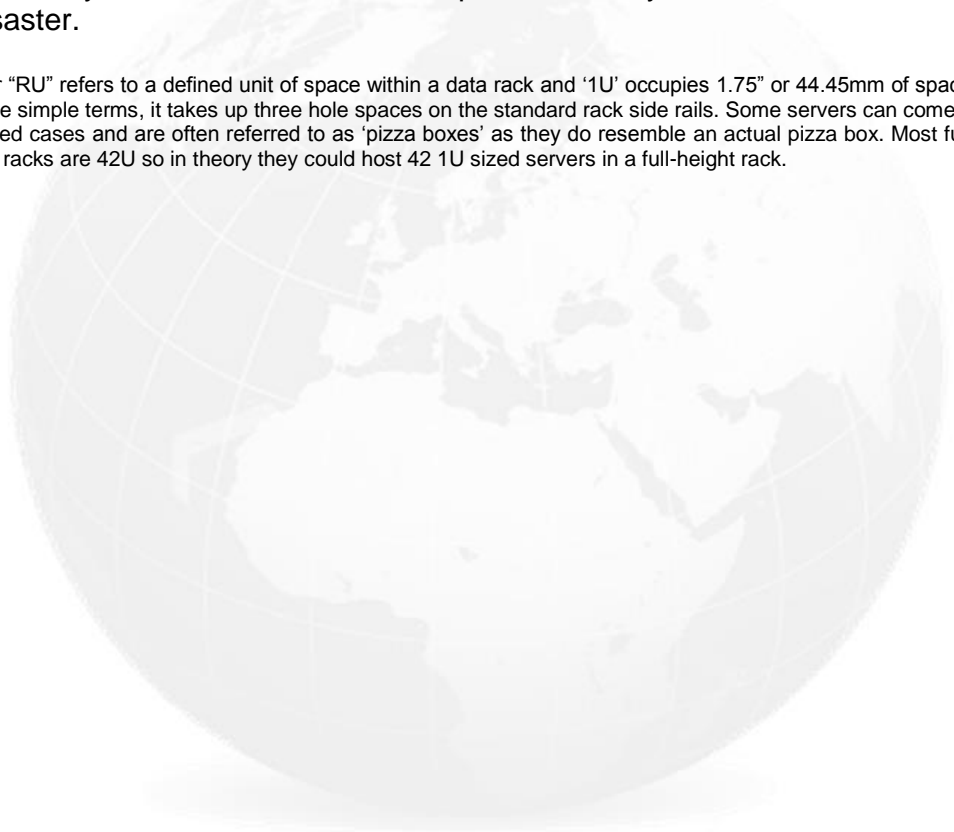 saster.
r “RU” refers to a defined unit of space within a data rack and ‘1U’ occupies 1.75” or 44.45mm of spac
e simple terms, it takes up three hole spaces on the standard rack side rails. Some servers can come
ed cases and are often referred to as ‘pizza boxes’ as they do resemble an actual pizza box. Most fu
racks are 42U so in theory they could host 42 1U sized servers in a full-height rack.